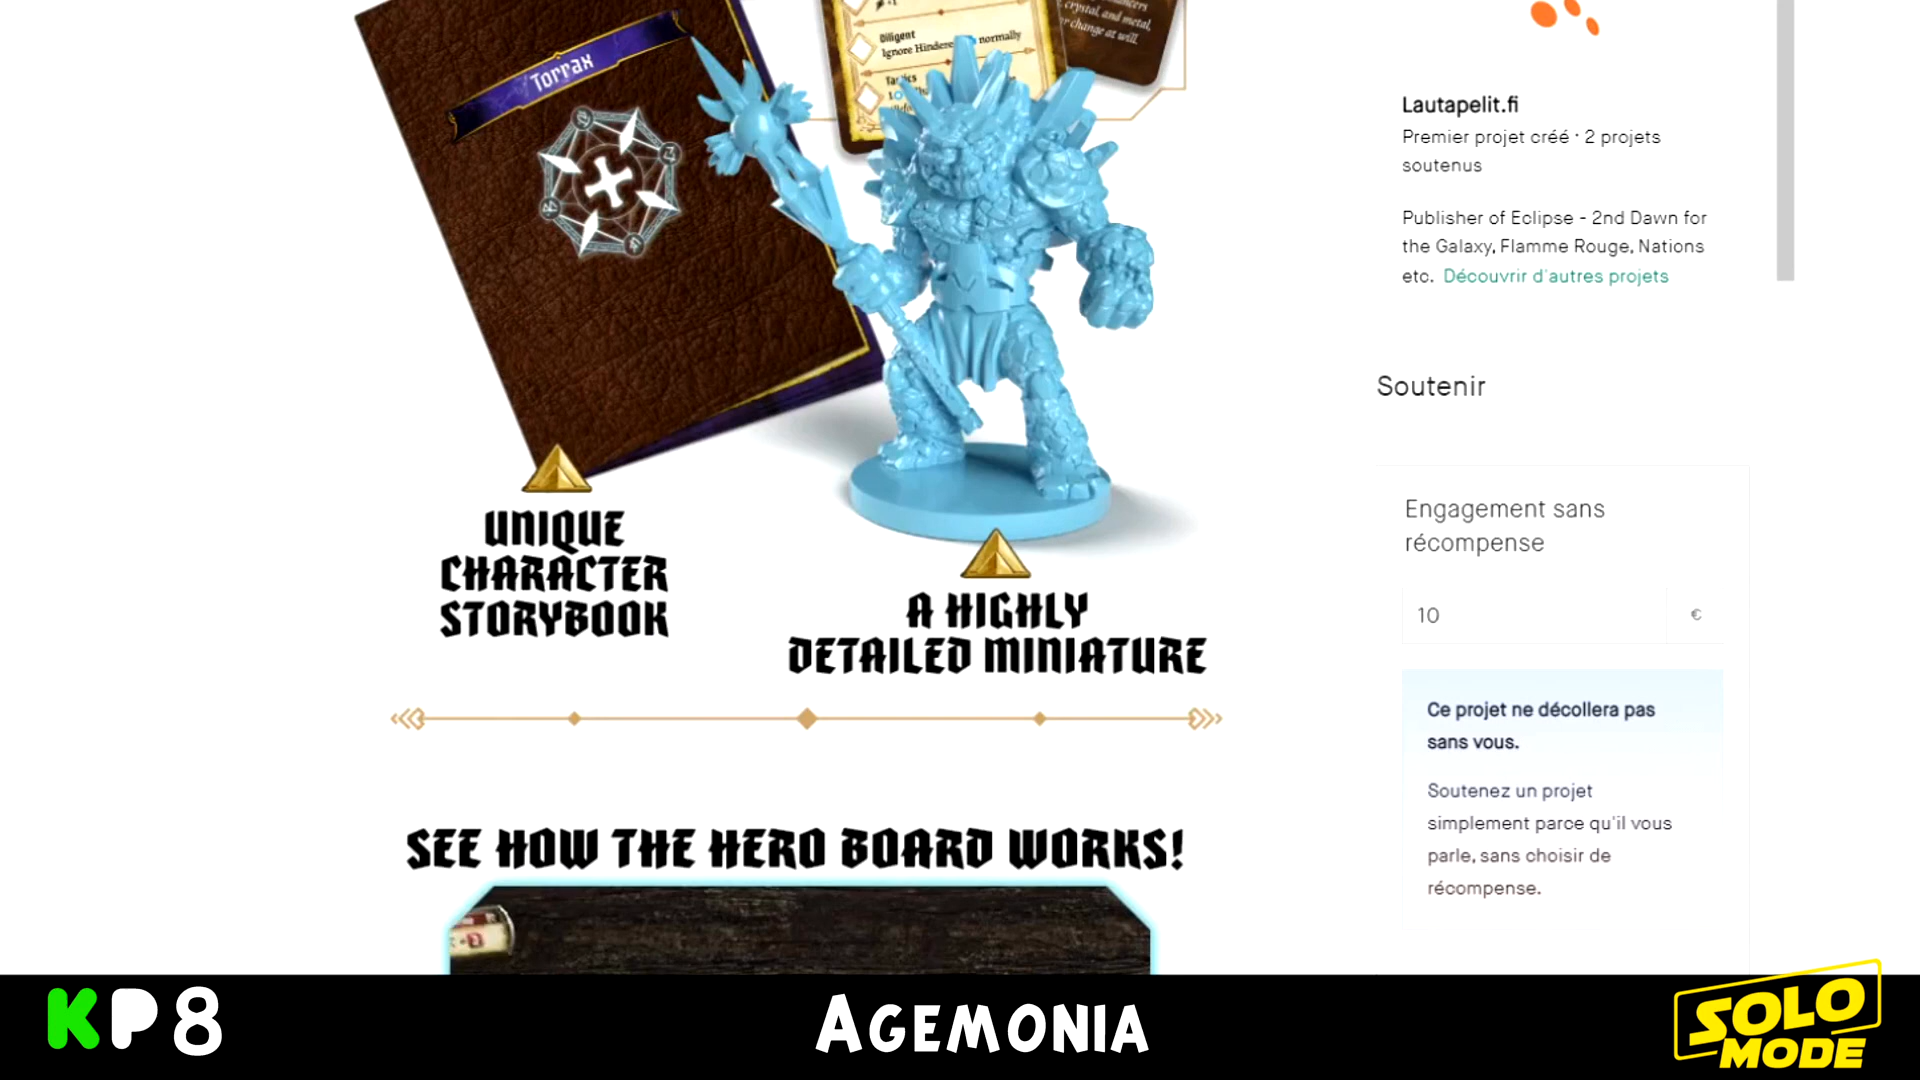 Torrax
+1
Diligent
normally
crystal, and metal,
change at will.
UNIQUE
CHARACTER
STORYBOOK
A HIGHLY
DETAILED MINIATURE
SEE HOW THE HERO BOARD WORKS!
Lautapelit.fi
Premier projet créé · 2 projets
soutenus
Publisher of Eclipse - 2nd Dawn for
the Galaxy, Flamme Rouge, Nations
etc. Découvrir d'autres projets
Soutenir
Engagement sans
récompense
10 €
Ce projet ne décollera pas
sans vous.
Soutenez un projet
simplement parce qu'il vous
parle, sans choisir de
récompense.
KP8
AGEMONIA
SOLO
MODE